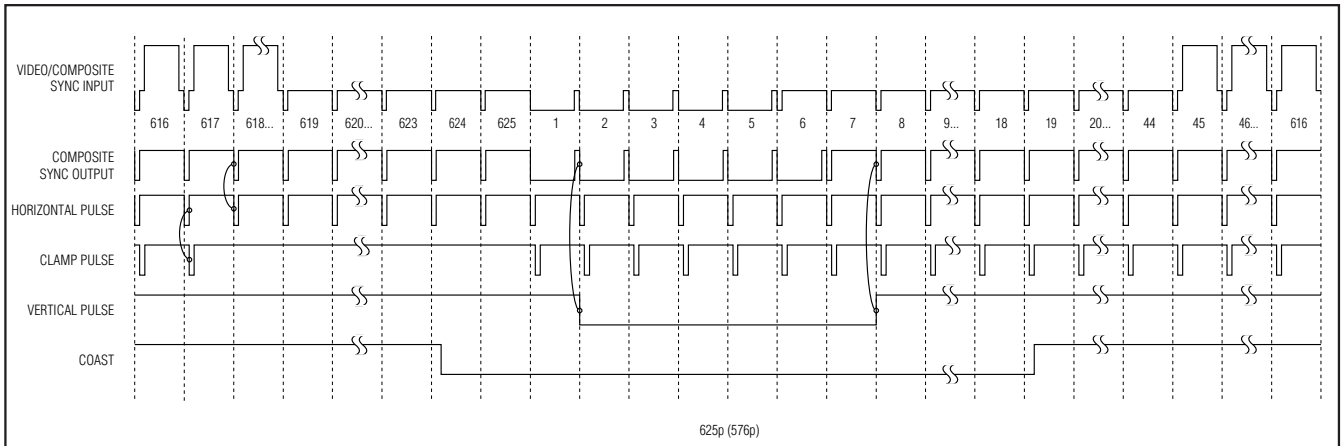 VIDEO/COMPOSITE
SYNC INPUT
616 617 618... 619 620... 623 624 625 1 2 3 4 5 6 7 8 9... 18 19 20... 44 45 46... 616
COMPOSITE
SYNC OUTPUT
HORIZONTAL PULSE
CLAMP PULSE
VERTICAL PULSE
COAST
625p (576p)